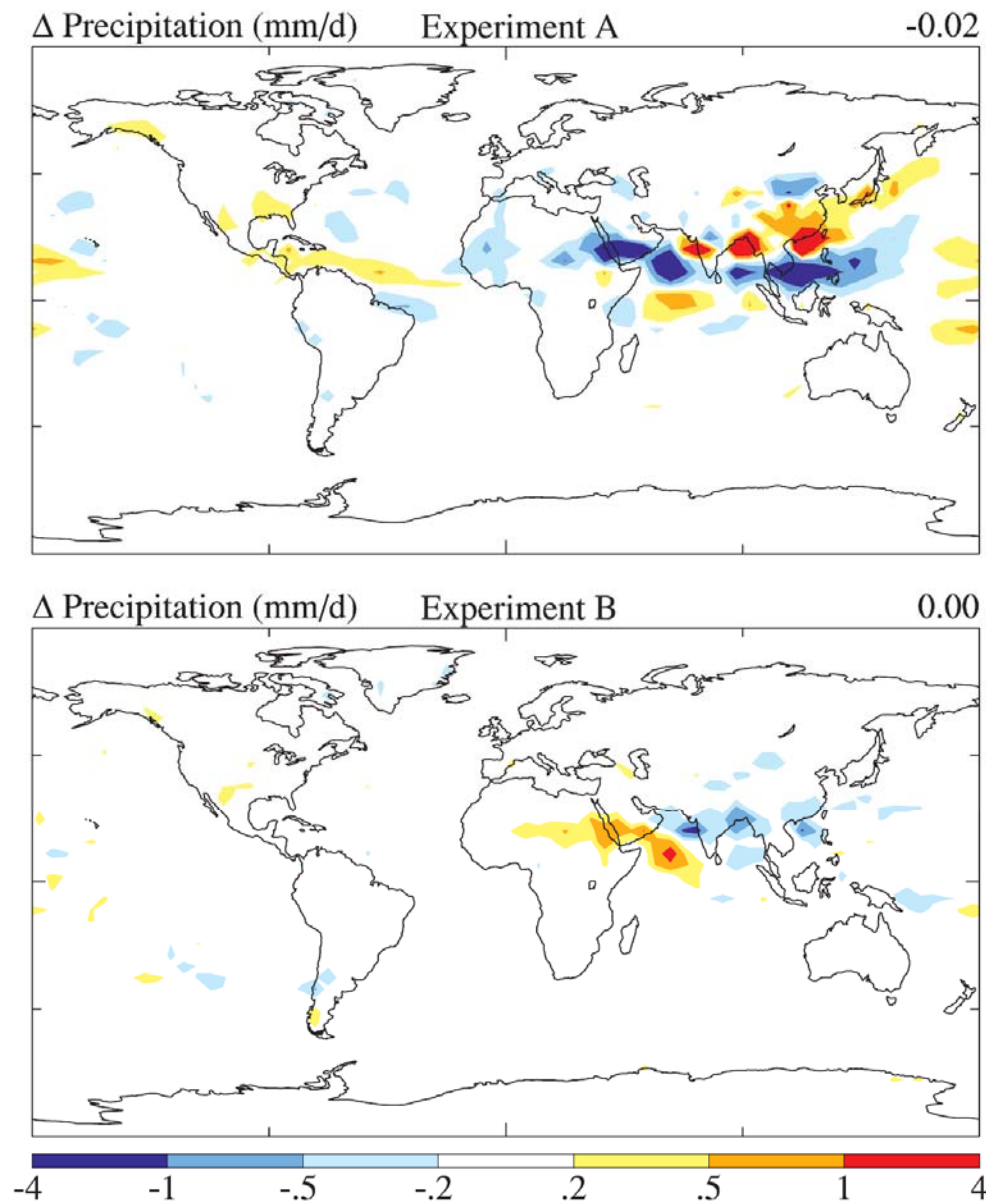 Δ Precipitation (mm/d) Experiment A -0.02
Δ Precipitation (mm/d) Experiment B 0.00
-4 -1 -.5 -.2 .2 .5 1 4